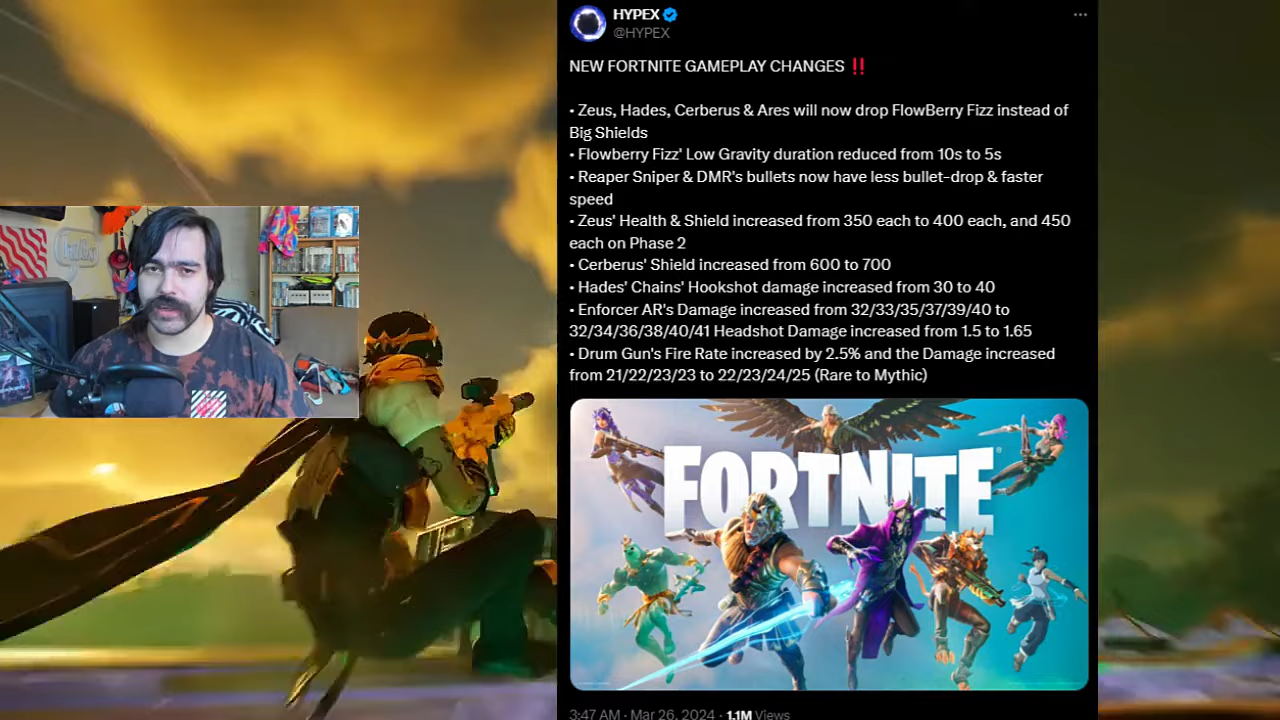 HYPEX
@HYPEX
NEW FORTNITE GAMEPLAY CHANGES ‼️
• Zeus, Hades, Cerberus & Ares will now drop FlowBerry Fizz instead of
Big Shields
• Flowberry Fizz' Low Gravity duration reduced from 10s to 5s
• Reaper Sniper & DMR's bullets now have less bullet-drop & faster
speed
• Zeus' Health & Shield increased from 350 each to 400 each, and 450
each on Phase 2
• Cerberus' Shield increased from 600 to 700
• Hades' Chains' Hookshot damage increased from 30 to 40
• Enforcer AR's Damage increased from 32/33/35/37/39/40 to
32/34/36/38/40/41 Headshot Damage increased from 1.5 to 1.65
• Drum Gun's Fire Rate increased by 2.5% and the Damage increased
from 21/22/23/23 to 22/23/24/25 (Rare to Mythic)
FORTNITE
3:47 AM · Mar 26, 2024 · 1.1M Views